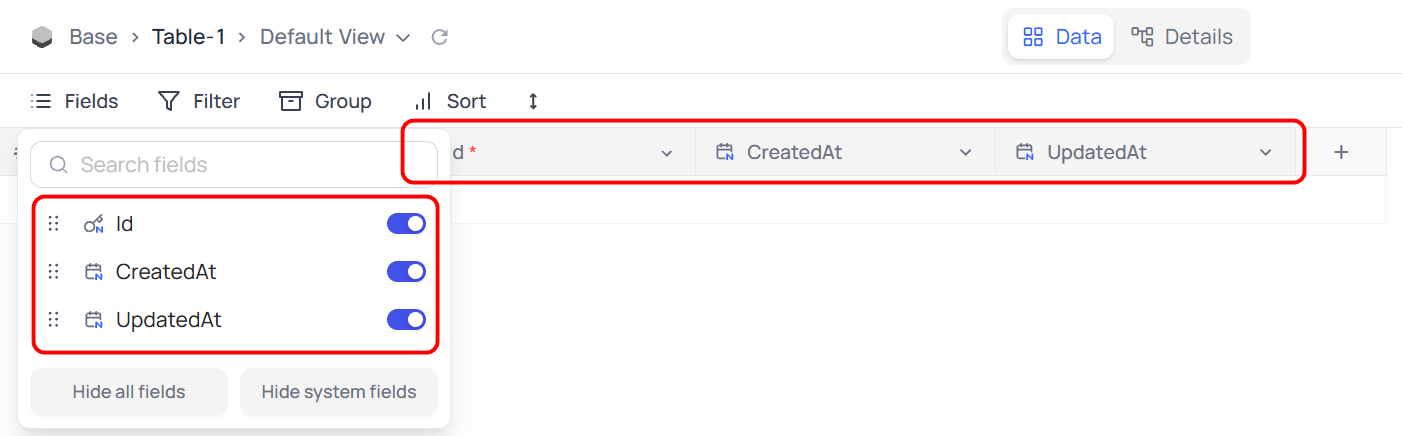 Base > Table-1 > Default View
Data
Details
Fields
Filter
Group
Sort
Search fields
d *
CreatedAt
UpdatedAt
+
Id
CreatedAt
UpdatedAt
Hide all fields
Hide system fields